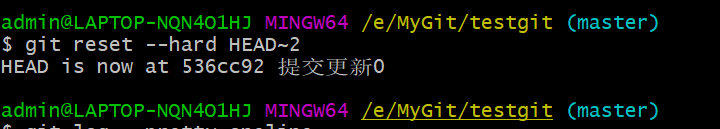 admin@LAPTOP-NQN4O1HJ MINGW64 /e/MyGit/testgit (master)
$ git reset --hard HEAD~2
HEAD is now at 536cc92 提交更新0
admin@LAPTOP-NQN4O1HJ MINGW64 /e/MyGit/testgit (master)